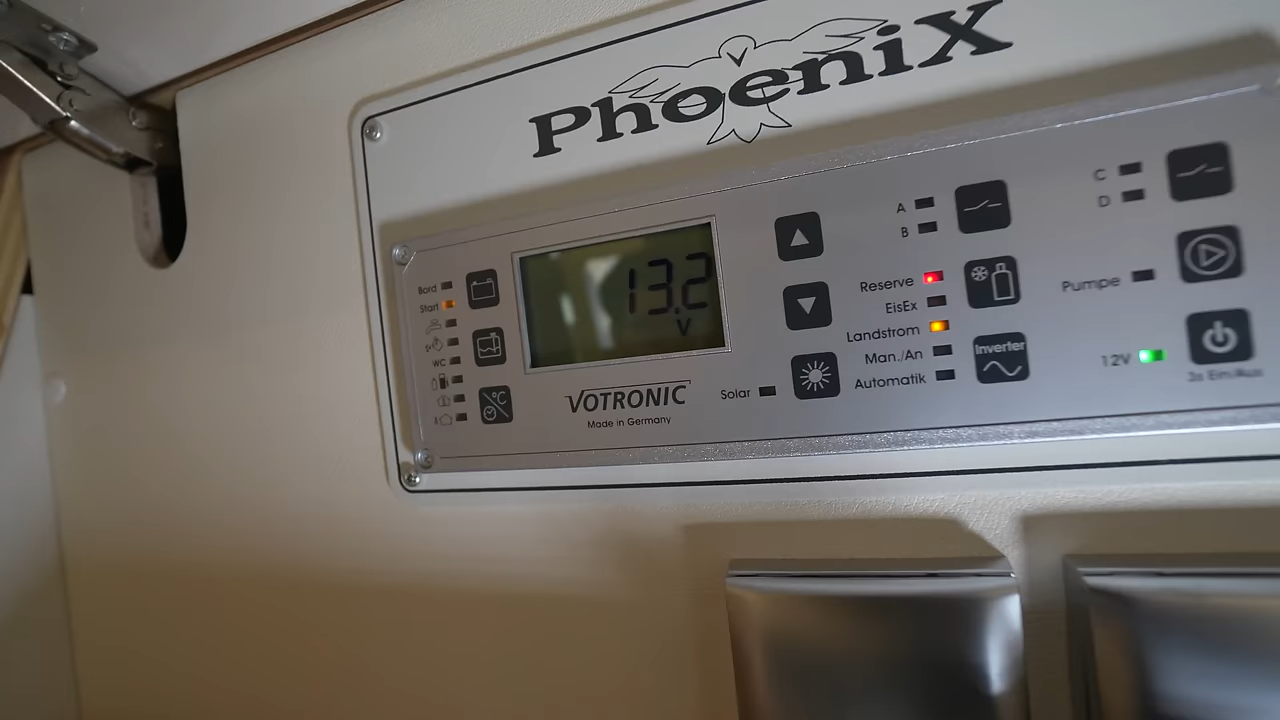 PhoeniX
Bord
Start
WC
13.2
V
VOTRONIC
Made in Germany
°C
Solar
A
B
Reserve
EisEx
Landstrom
Man./An
Automatik
Inverter
C
D
Pumpe
12V
3s Ein/Aus